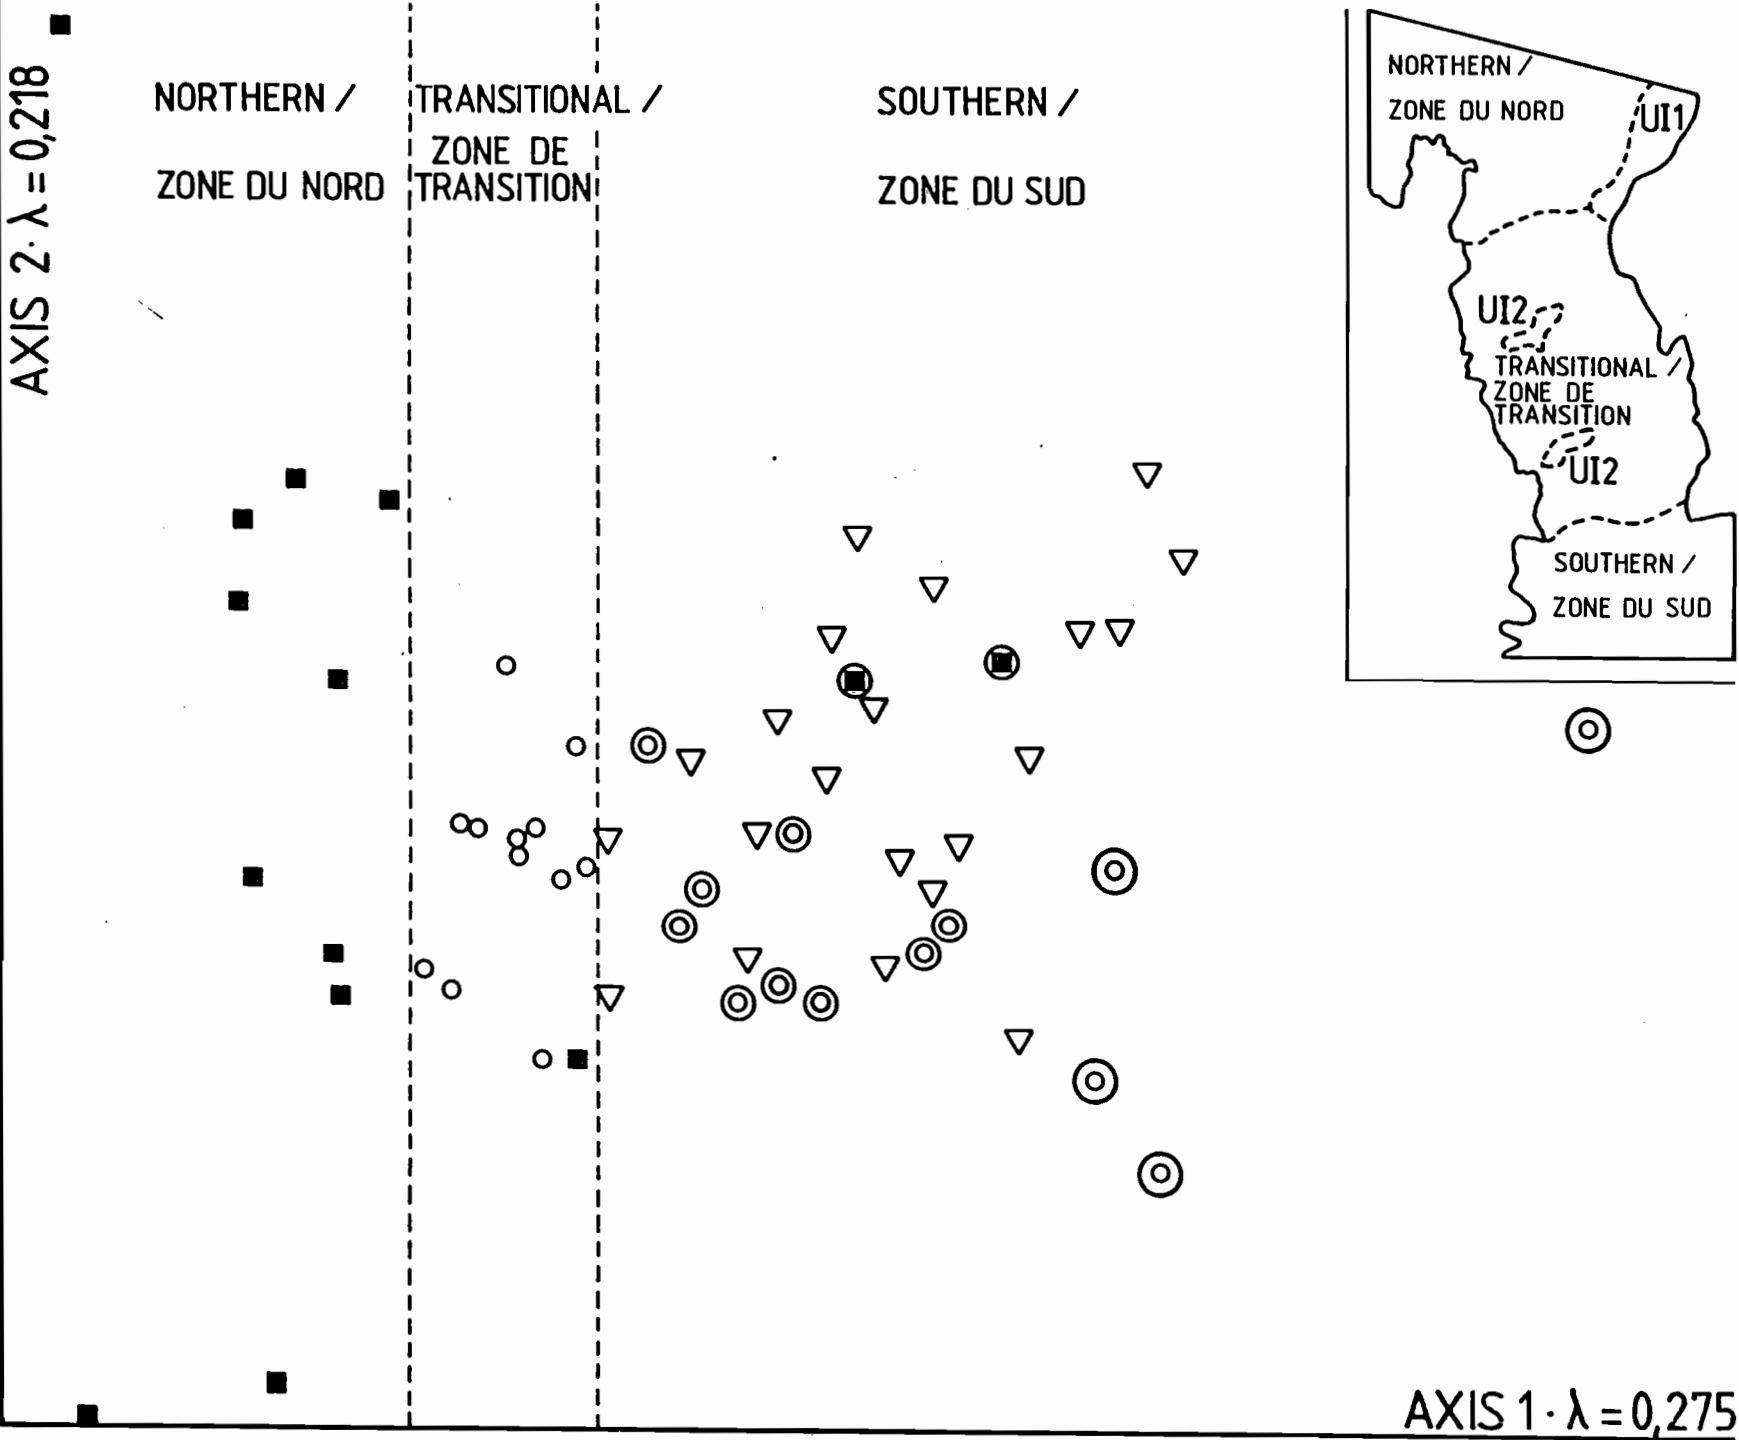 AXIS 2· λ = 0,218
NORTHERN /
ZONE DU NORD
TRANSITIONAL /
ZONE DE
TRANSITION
SOUTHERN /
ZONE DU SUD
NORTHERN /
ZONE DU NORD
UI1
UI2
TRANSITIONAL /
ZONE DE
TRANSITION
UI2
SOUTHERN /
ZONE DU SUD
AXIS 1· λ = 0,275